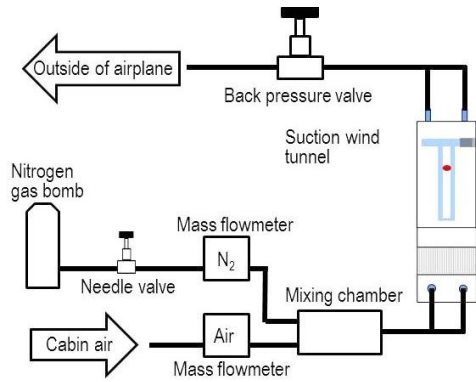 Outside of airplane
Back pressure valve
Suction wind
tunnel
Nitrogen
gas bomb
Mass flowmeter
N₂
Needle valve
Mixing chamber
Cabin air
Air
Mass flowmeter